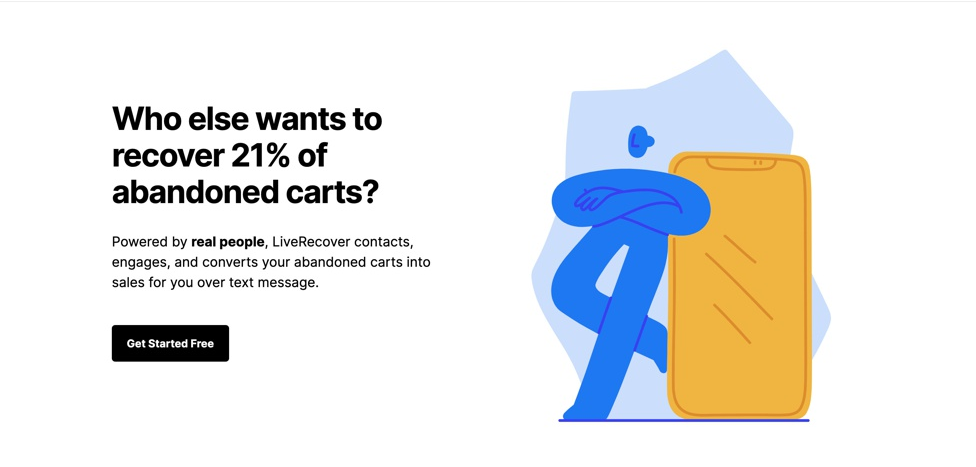 Who else wants to
recover 21% of
abandoned carts?
Powered by real people, LiveRecover contacts,
engages, and converts your abandoned carts into
sales for you over text message.
Get Started Free